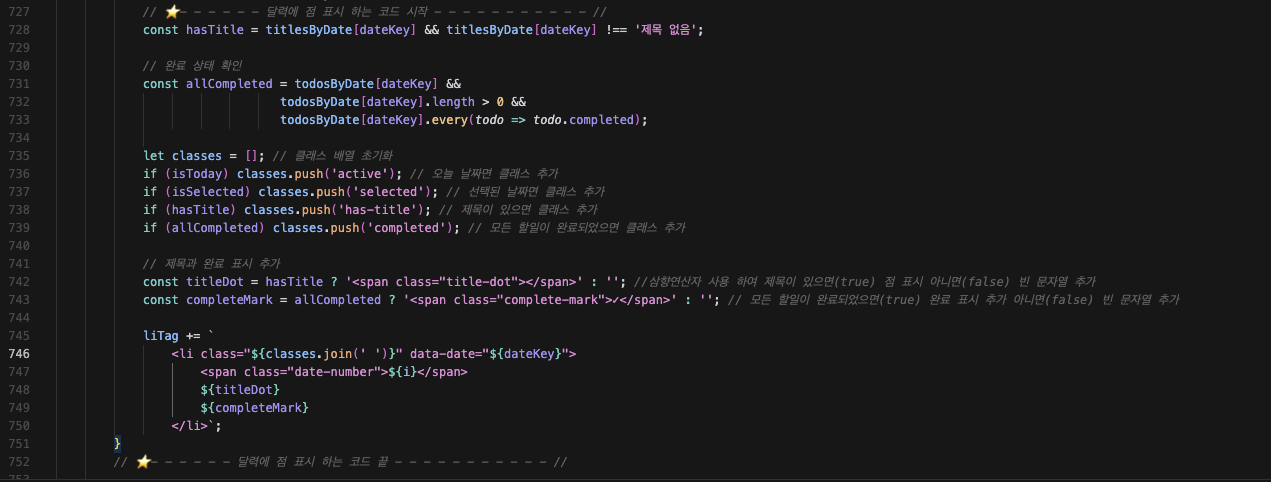 727 // ⭐- - - - - - 달력에 점 표시 하는 코드 시작 - - - - - - - - - - - //
728 const hasTitle = titlesByDate[dateKey] && titlesByDate[dateKey] !== '제목 없음';
729
730 // 완료 상태 확인
731 const allCompleted = todosByDate[dateKey] &&
732 todosByDate[dateKey].length > 0 &&
733 todosByDate[dateKey].every(todo => todo.completed);
734
735 let classes = []; // 클래스 배열 초기화
736 if (isToday) classes.push('active'); // 오늘 날짜면 클래스 추가
737 if (isSelected) classes.push('selected'); // 선택된 날짜면 클래스 추가
738 if (hasTitle) classes.push('has-title'); // 제목이 있으면 클래스 추가
739 if (allCompleted) classes.push('completed'); // 모든 할일이 완료되었으면 클래스 추가
740
741 // 제목과 완료 표시 추가
742 const titleDot = hasTitle ? '<span class="title-dot"></span>' : ''; //삼향연산자 사용 하여 제목이 있으면(true) 점 표시 아니면(false) 빈 문자열 추가
743 const completeMark = allCompleted ? '<span class="complete-mark">✓</span>' : ''; // 모든 할일이 완료되었으면(true) 완료 표시 추가 아니면(false) 빈 문자열 추가
744
745 liTag += `
746 <li class="${classes.join(' ')}" data-date="${dateKey}">
747 <span class="date-number">${i}</span>
748 ${titleDot}
749 ${completeMark}
750 </li>`;
751 }
752 // ⭐- - - - - - 달력에 점 표시 하는 코드 끝 - - - - - - - - - - - //
753